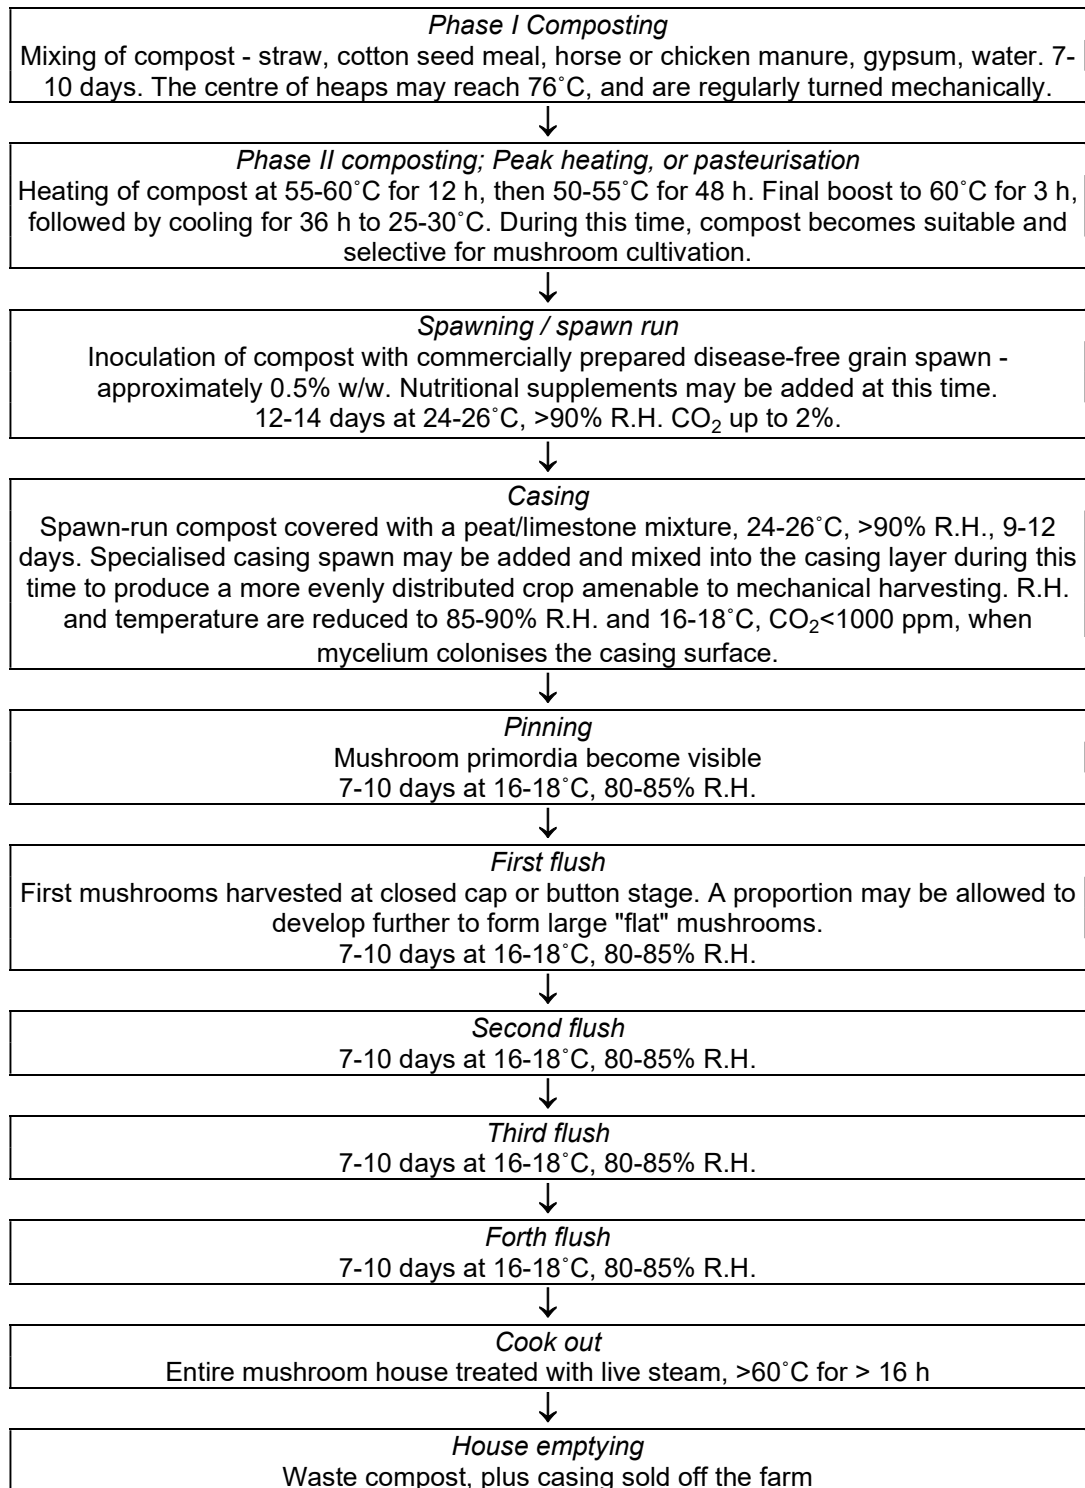 Phase I Composting
Mixing of compost - straw, cotton seed meal, horse or chicken manure, gypsum, water. 7-
10 days. The centre of heaps may reach 76˚C, and are regularly turned mechanically.
↓
Phase II composting; Peak heating, or pasteurisation
Heating of compost at 55-60˚C for 12 h, then 50-55˚C for 48 h. Final boost to 60˚C for 3 h,
followed by cooling for 36 h to 25-30˚C. During this time, compost becomes suitable and
selective for mushroom cultivation.
↓
Spawning / spawn run
Inoculation of compost with commercially prepared disease-free grain spawn -
approximately 0.5% w/w. Nutritional supplements may be added at this time.
12-14 days at 24-26˚C, >90% R.H. CO₂ up to 2%.
↓
Casing
Spawn-run compost covered with a peat/limestone mixture, 24-26˚C, >90% R.H., 9-12
days. Specialised casing spawn may be added and mixed into the casing layer during this
time to produce a more evenly distributed crop amenable to mechanical harvesting. R.H.
and temperature are reduced to 85-90% R.H. and 16-18˚C, CO₂<1000 ppm, when
mycelium colonises the casing surface.
↓
Pinning
Mushroom primordia become visible
7-10 days at 16-18˚C, 80-85% R.H.
↓
First flush
First mushrooms harvested at closed cap or button stage. A proportion may be allowed to
develop further to form large "flat" mushrooms.
7-10 days at 16-18˚C, 80-85% R.H.
↓
Second flush
7-10 days at 16-18˚C, 80-85% R.H.
↓
Third flush
7-10 days at 16-18˚C, 80-85% R.H.
↓
Forth flush
7-10 days at 16-18˚C, 80-85% R.H.
↓
Cook out
Entire mushroom house treated with live steam, >60˚C for > 16 h
↓
House emptying
Waste compost, plus casing sold off the farm